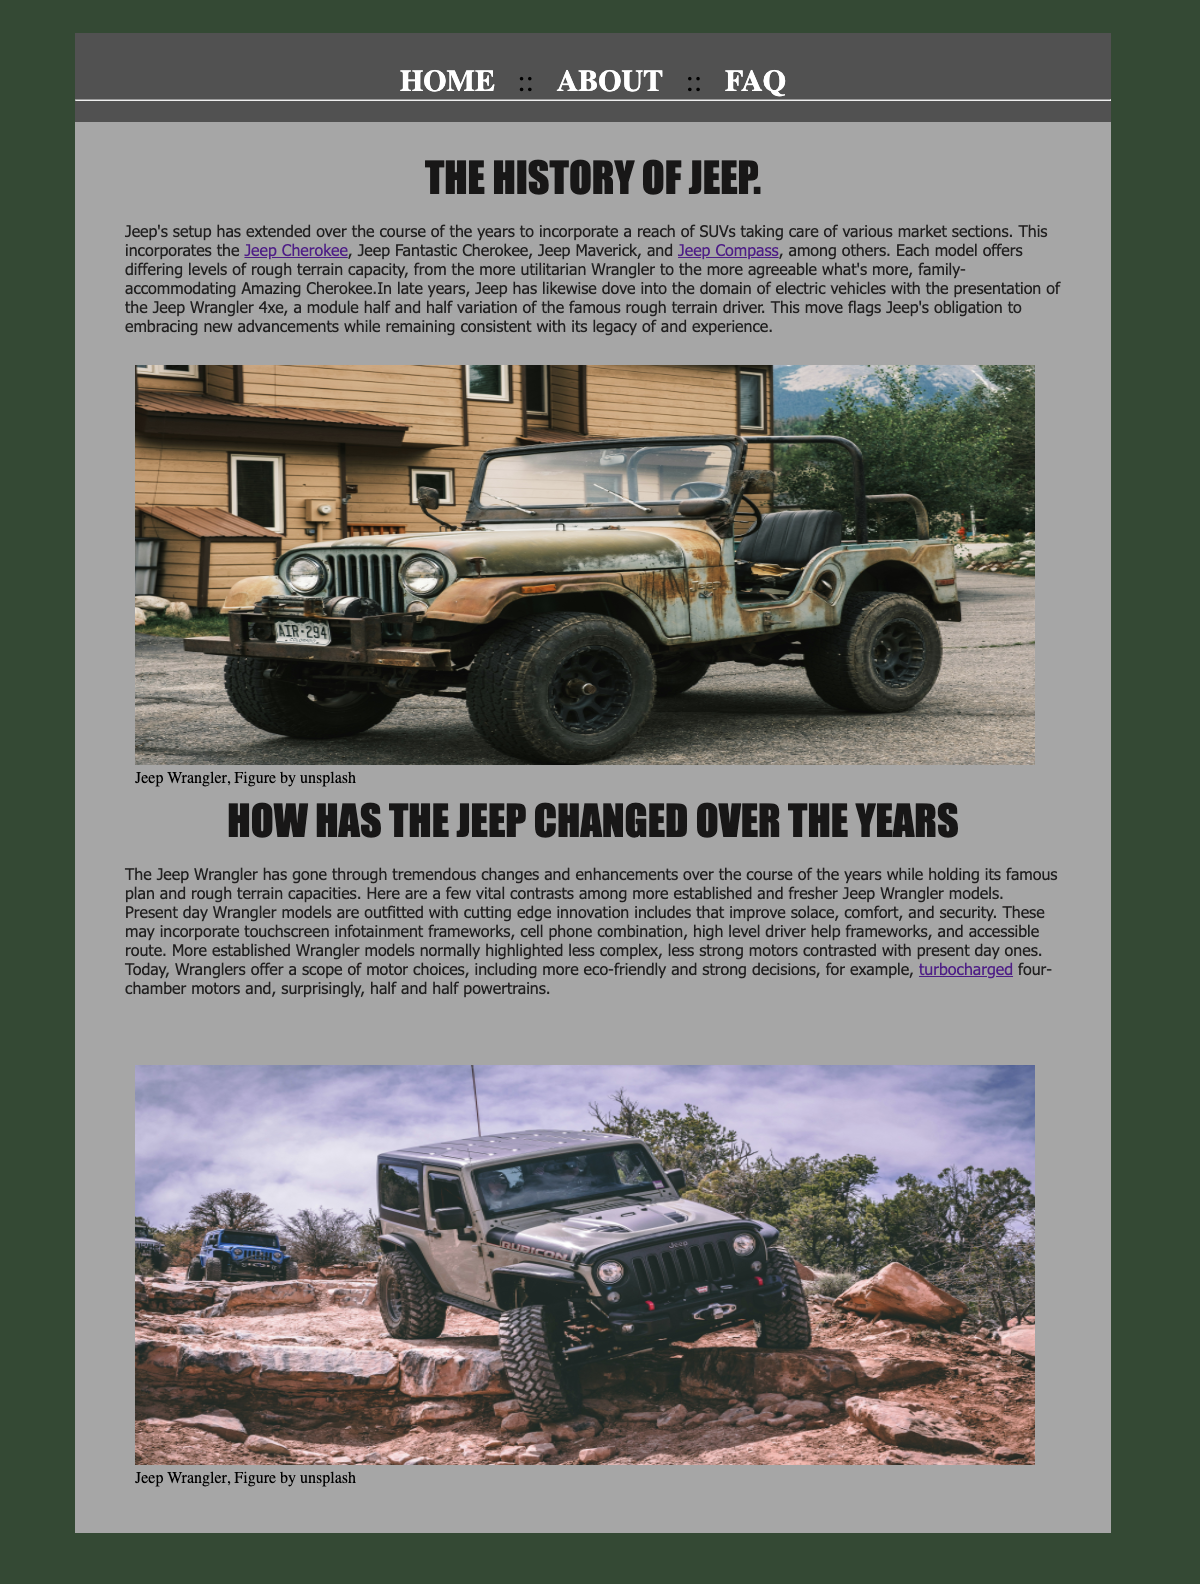 HOME :: ABOUT :: FAQ
THE HISTORY OF JEEP.
Jeep's setup has extended over the course of the years to incorporate a reach of SUVs taking care of various market sections. This
incorporates the Jeep Cherokee, Jeep Fantastic Cherokee, Jeep Maverick, and Jeep Compass, among others. Each model offers
differing levels of rough terrain capacity, from the more utilitarian Wrangler to the more agreeable what's more, family-
accommodating Amazing Cherokee.In late years, Jeep has likewise dove into the domain of electric vehicles with the presentation of
the Jeep Wrangler 4xe, a module half and half variation of the famous rough terrain driver. This move flags Jeep's obligation to
embracing new advancements while remaining consistent with its legacy of and experience.
AIR·294
Jeep Wrangler, Figure by unsplash
HOW HAS THE JEEP CHANGED OVER THE YEARS
The Jeep Wrangler has gone through tremendous changes and enhancements over the course of the years while holding its famous
plan and rough terrain capacities. Here are a few vital contrasts among more established and fresher Jeep Wrangler models.
Present day Wrangler models are outfitted with cutting edge innovation includes that improve solace, comfort, and security. These
may incorporate touchscreen infotainment frameworks, cell phone combination, high level driver help frameworks, and accessible
route. More established Wrangler models normally highlighted less complex, less strong motors contrasted with present day ones.
Today, Wranglers offer a scope of motor choices, including more eco-friendly and strong decisions, for example, turbocharged four-
chamber motors and, surprisingly, half and half powertrains.
RUBICON
Jeep
Jeep Wrangler, Figure by unsplash